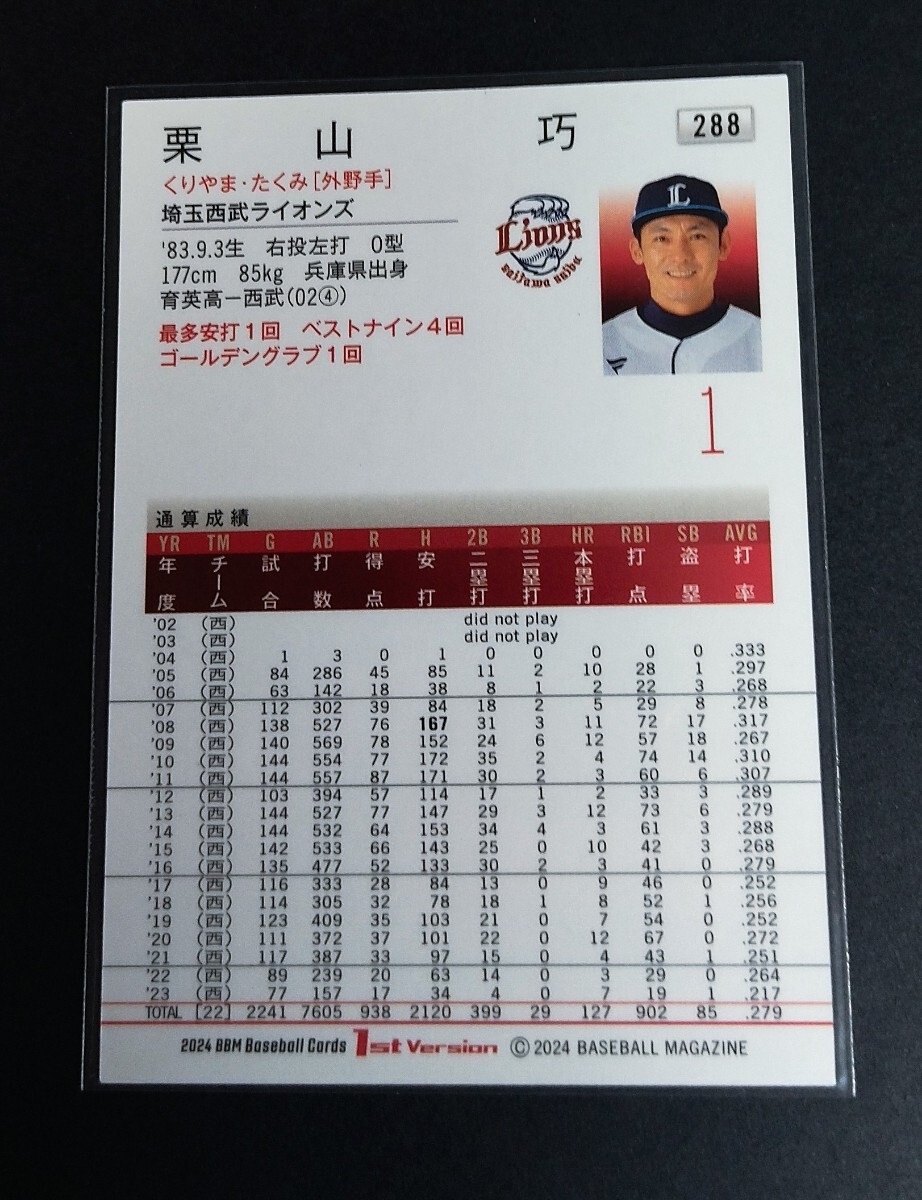 栗 山 巧
288
くりやま・たくみ[外野手]
埼玉西武ライオンズ
'83.9.3生 右投左打 O型
177cm 85kg 兵庫県出身
育英高－西武(02④)
最多安打1回 ベストナイン4回
ゴールデングラブ1回
Lions
L
1
通算成績
YR TM G AB R H 2B 3B HR RBI SB AVG
年度 チーム 試合 打数 得点 安打 二塁打 三塁打 本塁打 打点 盗塁 打率
'02 (西) did not play
'03 (西) did not play
'04 (西) 1 3 0 1 0 0 0 0 0 .333
'05 (西) 84 286 45 85 11 2 10 28 1 .297
'06 (西) 63 142 18 38 8 1 2 22 3 .268
'07 (西) 112 302 39 84 18 2 5 29 8 .278
'08 (西) 138 527 76 167 31 3 11 72 17 .317
'09 (西) 140 569 78 152 24 6 12 57 18 .267
'10 (西) 144 554 77 172 35 2 4 74 14 .310
'11 (西) 144 557 87 171 30 2 3 60 6 .307
'12 (西) 103 394 57 114 17 1 2 33 3 .289
'13 (西) 144 527 77 147 29 3 12 73 6 .279
'14 (西) 144 532 64 153 34 4 3 61 3 .288
'15 (西) 142 533 66 143 25 0 10 42 3 .268
'16 (西) 135 477 52 133 30 2 3 41 0 .279
'17 (西) 116 333 28 84 13 0 9 46 0 .252
'18 (西) 114 305 32 78 18 1 8 52 1 .256
'19 (西) 123 409 35 103 21 0 7 54 0 .252
'20 (西) 111 372 37 101 22 0 12 67 0 .272
'21 (西) 117 387 33 97 15 0 4 43 1 .251
'22 (西) 89 239 20 63 14 0 3 29 0 .264
'23 (西) 77 157 17 34 4 0 7 19 1 .217
TOTAL [22] 2241 7605 938 2120 399 29 127 902 85 .279
2024 BBM Baseball Cards 1st Version © 2024 BASEBALL MAGAZINE